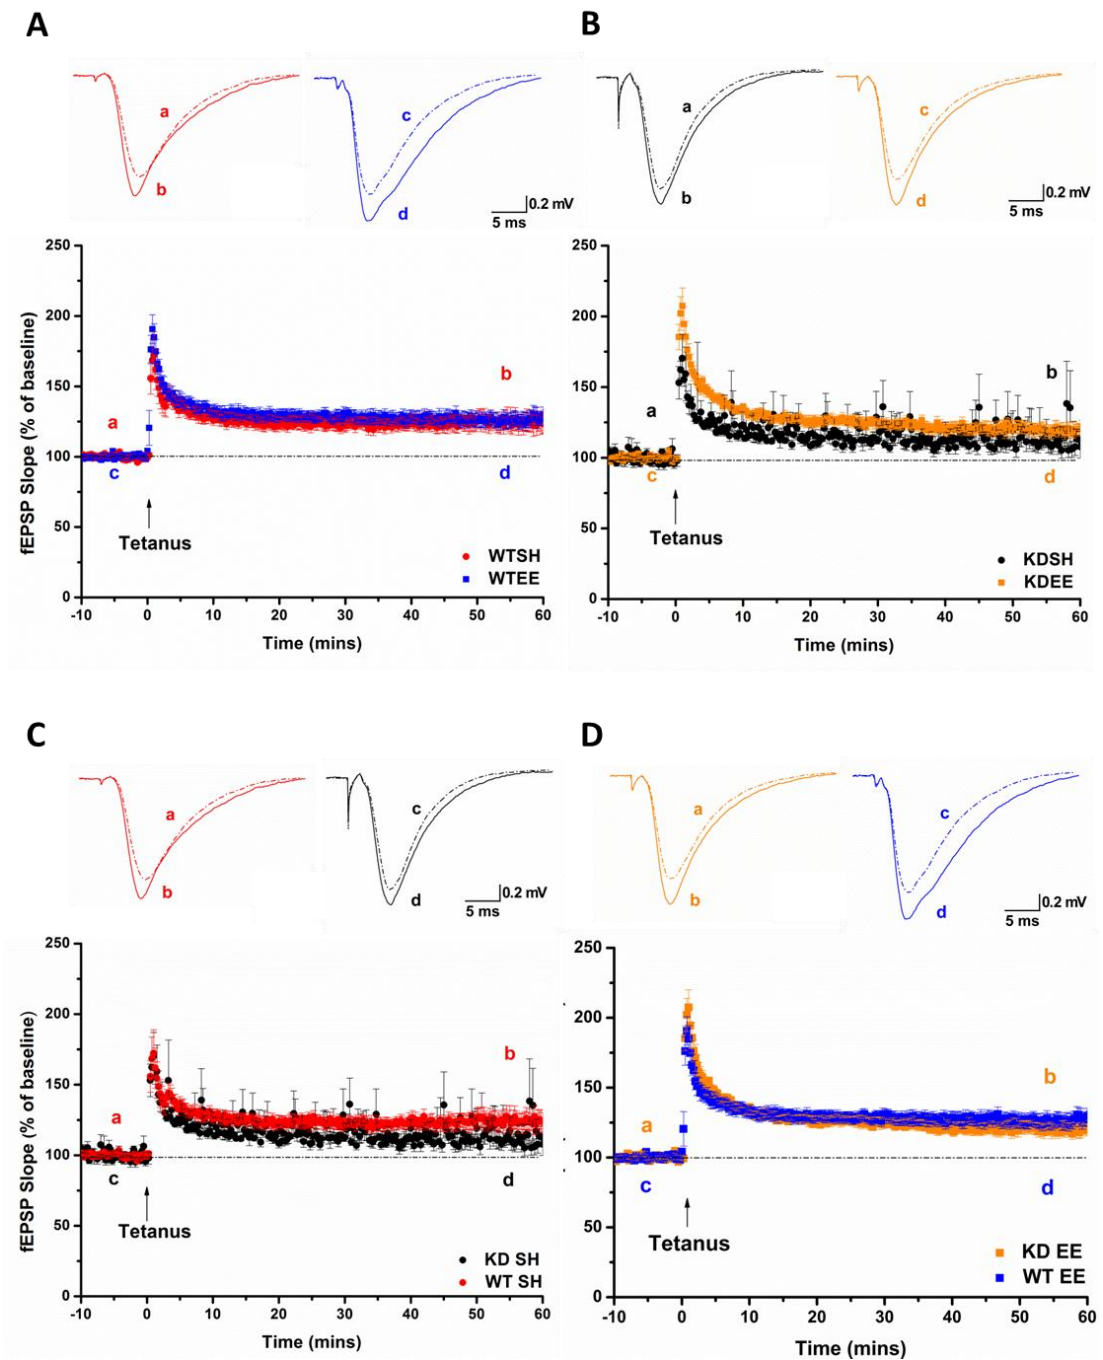 A
a
b
c
d
0.2 mV
5 ms
fEPSP Slope (% of baseline)
250
200
150
100
50
0
a
b
c
d
Tetanus
WTSH
WTEE
-10 0 10 20 30 40 50 60
Time (mins)
B
a
b
c
d
0.2 mV
5 ms
250
200
150
100
50
0
a
b
c
d
Tetanus
KDSH
KDEE
-10 0 10 20 30 40 50 60
Time (mins)
C
a
b
c
d
0.2 mV
5 ms
fEPSP Slope (% of baseline)
250
200
150
100
50
0
a
b
c
d
Tetanus
KD SH
WT SH
-10 0 10 20 30 40 50 60
Time (mins)
D
a
b
c
d
0.2 mV
5 ms
250
200
150
100
50
0
a
b
c
d
Tetanus
KD EE
WT EE
-10 0 10 20 30 40 50 60
Time (mins)